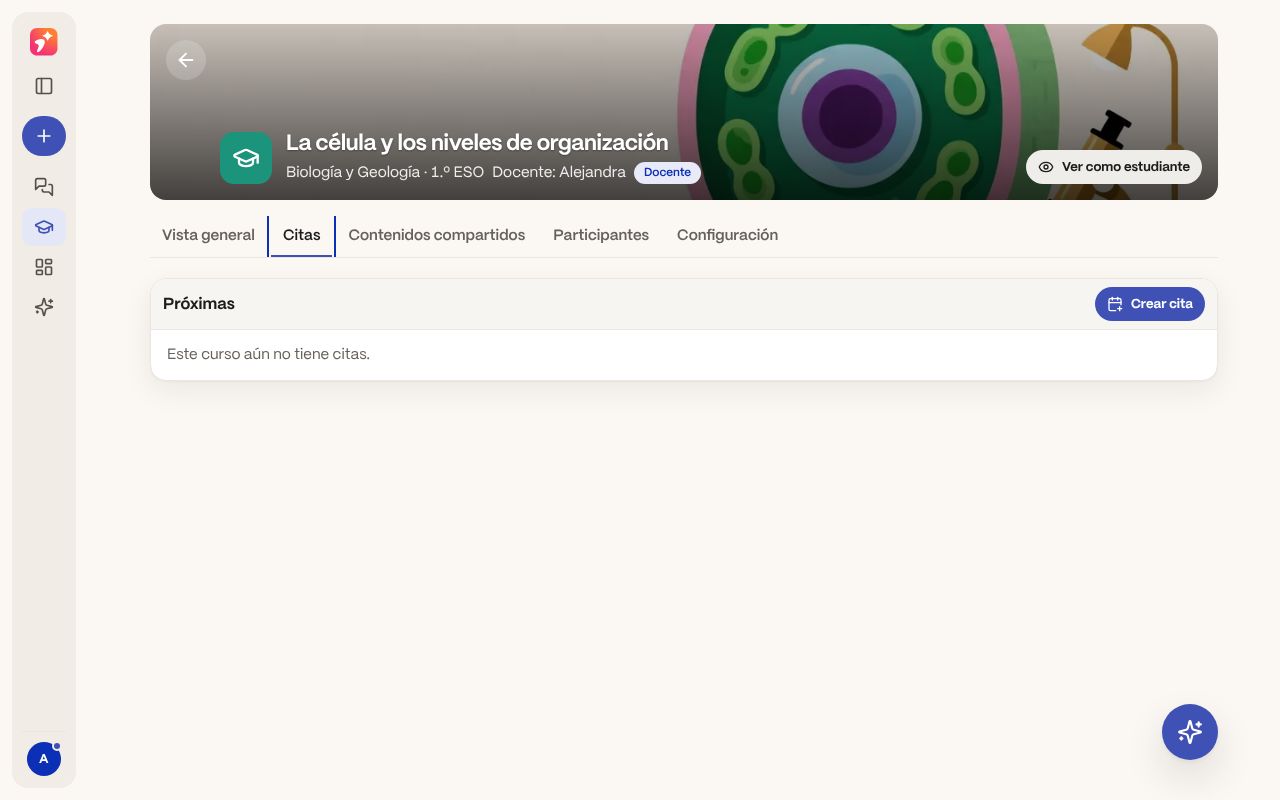 La célula y los niveles de organización
Biología y Geología · 1.º ESO Docente: Alejandra Docente
Ver como estudiante
Vista general Citas Contenidos compartidos Participantes Configuración
Próximas Crear cita
Este curso aún no tiene citas.
A